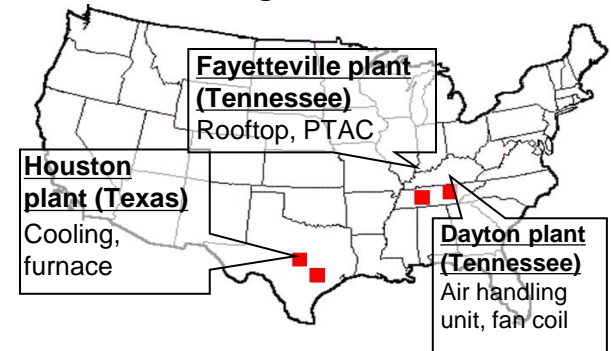 Fayetteville plant
(Tennessee)
Rooftop, PTAC
Houston
plant (Texas)
Cooling,
furnace
Dayton plant
(Tennessee)
Air handling
unit, fan coil